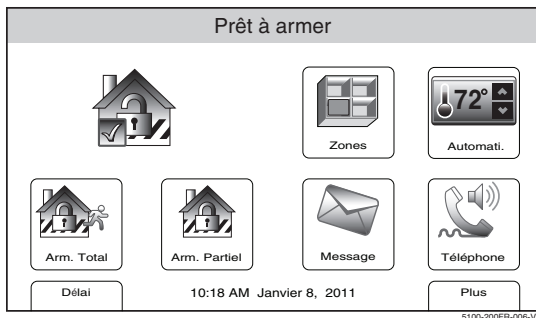 Prêt à armer
72°
Zones
Automati.
Arm. Total
Arm. Partiel
Message
Téléphone
Délai
10:18 AM Janvier 8, 2011
Plus
5100-200FR-006-V